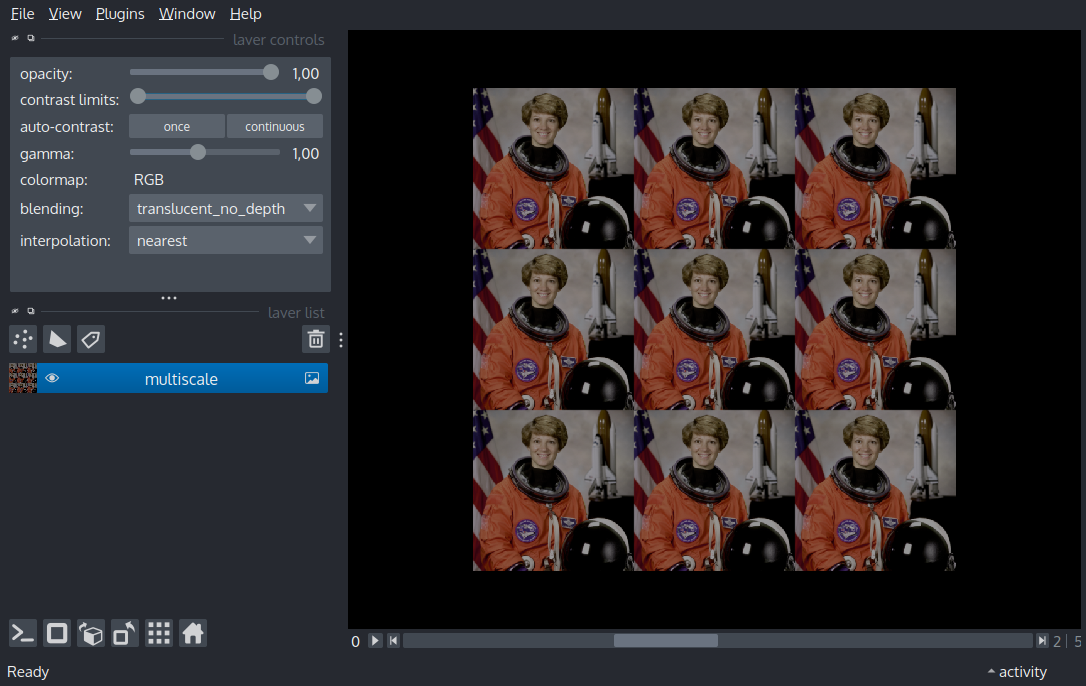 File View Plugins Window Help
layer controls
opacity: 1,00
contrast limits:
auto-contrast: once continuous
gamma: 1,00
colormap: RGB
blending: translucent_no_depth
interpolation: nearest
layer list
multiscale
0 2 | 5
Ready activity